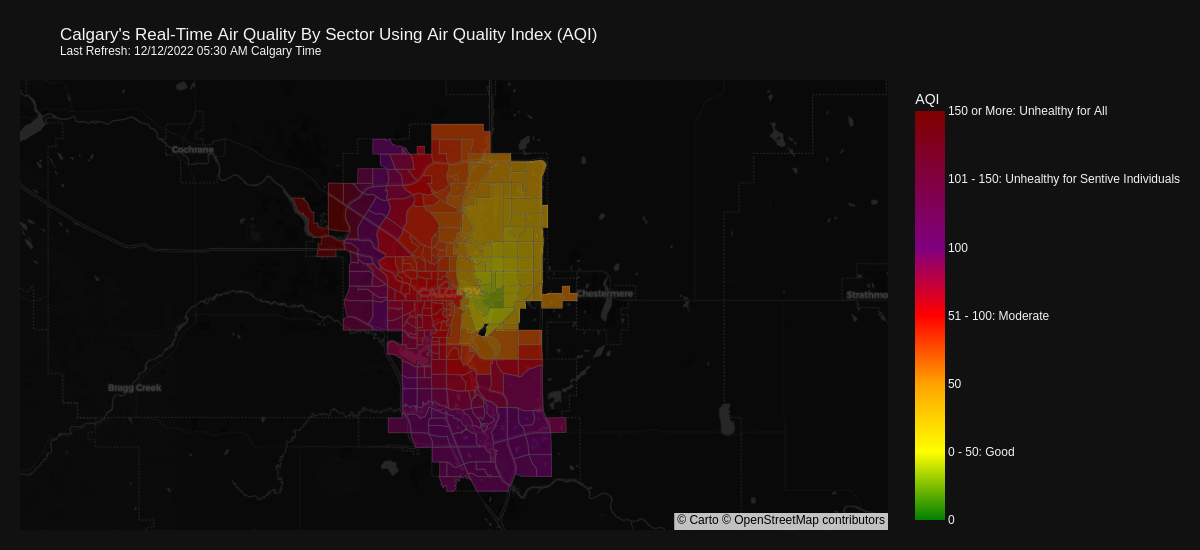 Calgary's Real-Time Air Quality By Sector Using Air Quality Index (AQI)
Last Refresh: 12/12/2022 05:30 AM Calgary Time
AQI
150 or More: Unhealthy for All
101 - 150: Unhealthy for Sentive Individuals
100
51 - 100: Moderate
50
0 - 50: Good
0
Cochrane
CALGARY
Chestermere
Strathmo
Bragg Creek
© Carto © OpenStreetMap contributors